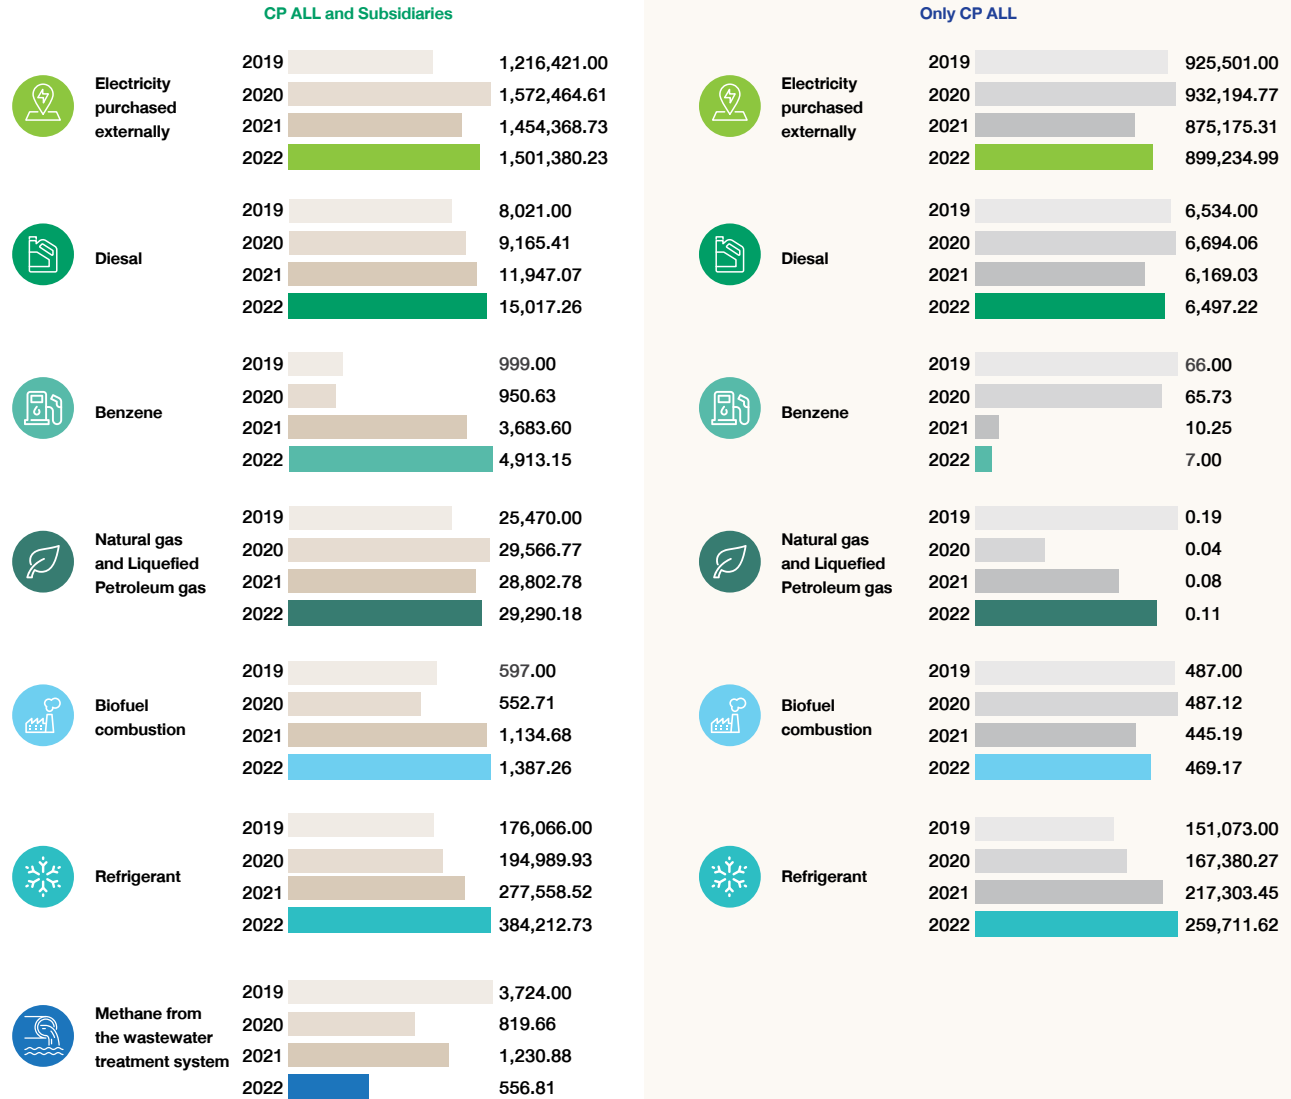 CP ALL and Subsidiaries
Electricity
purchased
externally
2019 1,216,421.00
2020 1,572,464.61
2021 1,454,368.73
2022 1,501,380.23
Diesal
2019 8,021.00
2020 9,165.41
2021 11,947.07
2022 15,017.26
Benzene
2019 999.00
2020 950.63
2021 3,683.60
2022 4,913.15
Natural gas
and Liquefied
Petroleum gas
2019 25,470.00
2020 29,566.77
2021 28,802.78
2022 29,290.18
Biofuel
combustion
2019 597.00
2020 552.71
2021 1,134.68
2022 1,387.26
Refrigerant
2019 176,066.00
2020 194,989.93
2021 277,558.52
2022 384,212.73
Methane from
the wastewater
treatment system
2019 3,724.00
2020 819.66
2021 1,230.88
2022 556.81
Only CP ALL
Electricity
purchased
externally
2019 925,501.00
2020 932,194.77
2021 875,175.31
2022 899,234.99
Diesal
2019 6,534.00
2020 6,694.06
2021 6,169.03
2022 6,497.22
Benzene
2019 66.00
2020 65.73
2021 10.25
2022 7.00
Natural gas
and Liquefied
Petroleum gas
2019 0.19
2020 0.04
2021 0.08
2022 0.11
Biofuel
combustion
2019 487.00
2020 487.12
2021 445.19
2022 469.17
Refrigerant
2019 151,073.00
2020 167,380.27
2021 217,303.45
2022 259,711.62